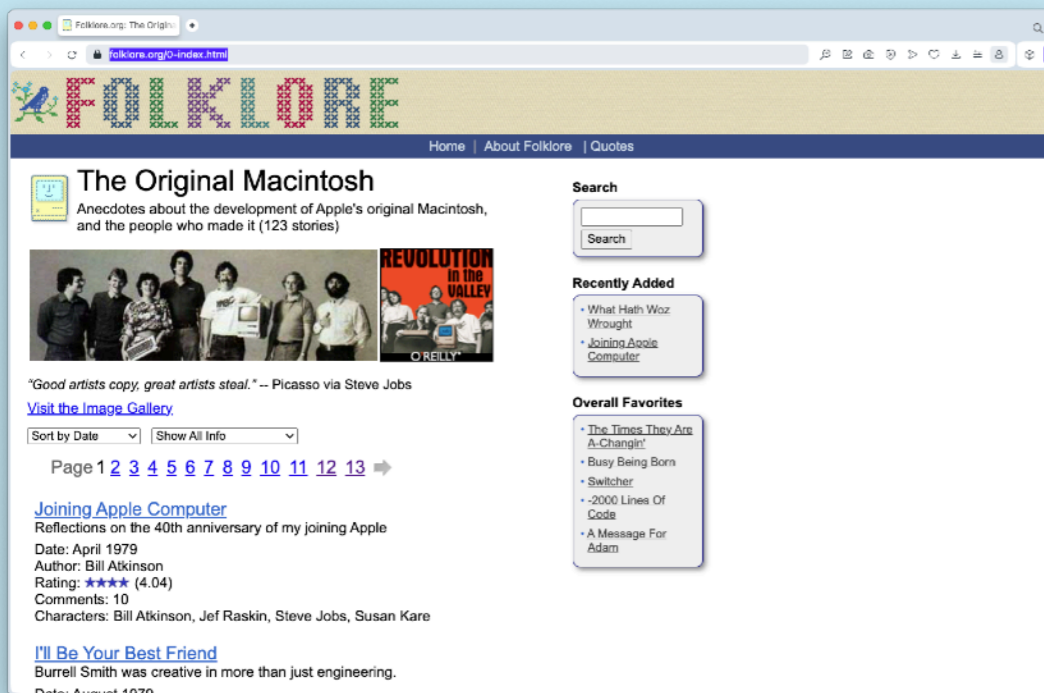 Folklore.org: The Origina
folklore.org/0-index.html
FOLKLORE
Home | About Folklore | Quotes
The Original Macintosh
Anecdotes about the development of Apple's original Macintosh,
and the people who made it (123 stories)
REVOLUTION
in the
VALLEY
O'REILLY
"Good artists copy, great artists steal." -- Picasso via Steve Jobs
Visit the Image Gallery
Sort by Date
Show All Info
Page 1 2 3 4 5 6 7 8 9 10 11 12 13
Joining Apple Computer
Reflections on the 40th anniversary of my joining Apple
Date: April 1979
Author: Bill Atkinson
Rating: ★★★★ (4.04)
Comments: 10
Characters: Bill Atkinson, Jef Raskin, Steve Jobs, Susan Kare
I'll Be Your Best Friend
Burrell Smith was creative in more than just engineering.
Date: August 1979
Search
Search
Recently Added
• What Hath Woz
Wrought
• Joining Apple
Computer
Overall Favorites
• The Times They Are
A-Changin'
• Busy Being Born
• Switcher
• -2000 Lines Of
Code
• A Message For
Adam